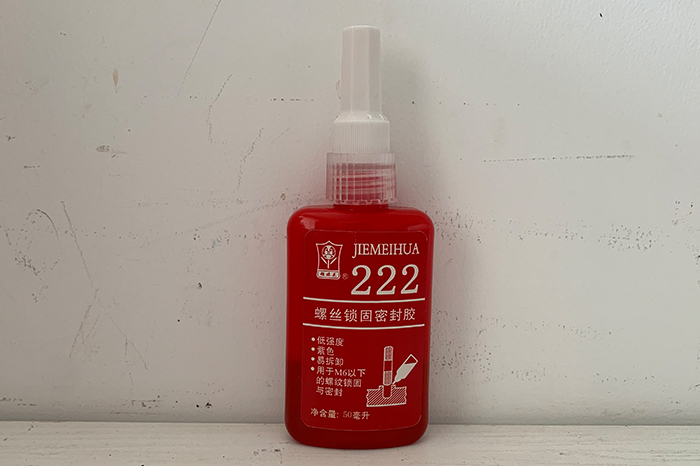 JIEMEIHUA
®
222
螺丝锁固密封胶
• 低强度
• 紫色
• 易拆卸
• 用于M6以下
的螺纹锁固
与密封
净含量: 50毫升